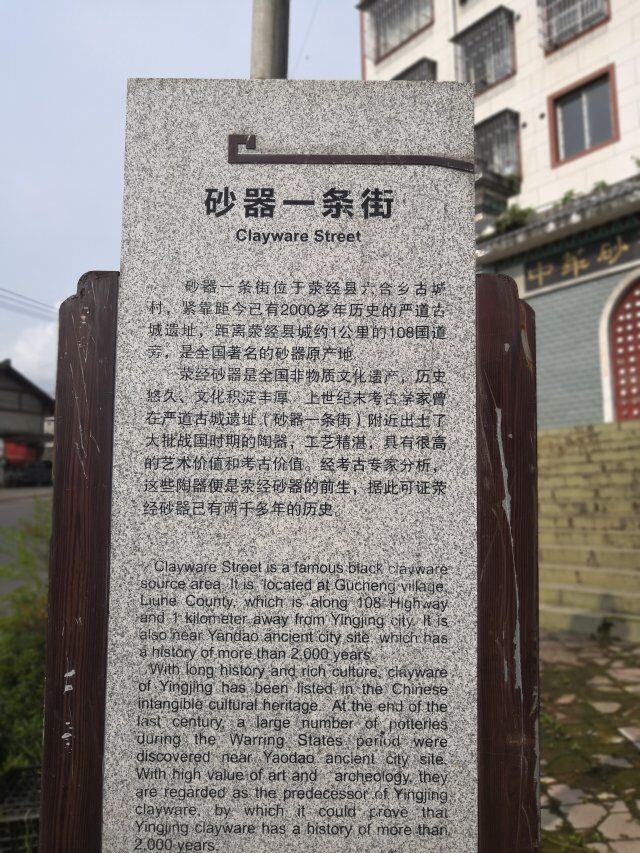 砂器一条街
Clayware Street
砂器一条街位于荥经县六合乡古城
村，紧靠距今已有2000多年历史的严道古
城遗址，距离荥经县城约1公里的108国道
旁，是全国著名的砂器原产地
荥经砂器是全国非物质文化遗产，历史
悠久、文化积淀丰厚。上世纪末考古学家曾
在严道古城遗址（砂器一条街）附近出土了
大批战国时期的陶器，工艺精湛，具有很高
的艺术价值和考古价值。经考古专家分析，
这些陶器便是荥经砂器的前生，据此可证荥
经砂器已有两千多年的历史。
Clayware Street is a famous black clayware
source area. It is located at Gucheng village,
Liuhe County, which is along 108 Highway
and 1 kilometer away from Yingjing city. It is
also near Yandao ancient city site, which has
a history of more than 2,000 years.
With long history and rich culture, clayware
of Yingjing has been listed in the Chinese
intangible cultural heritage. At the end of the
last century, a large number of potteries
during the Warring States period were
discovered near Yaodao ancient city site.
With high value of art and archeology, they
are regarded as the predecessor of Yingjing
clayware, by which it could prove that
Yingjing clayware has a history of more than
2,000 years.
中华砂